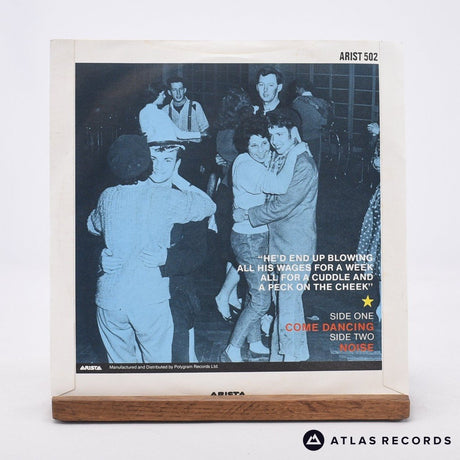 ARIST 502
"HE'D END UP BLOWING
ALL HIS WAGES FOR A WEEK
ALL FOR A CUDDLE AND
A PECK ON THE CHEEK"
SIDE ONE
COME DANCING
SIDE TWO
NOISE
ARISTA Manufactured and Distributed by Polygram Records Ltd.
ARISTA
ATLAS RECORDS